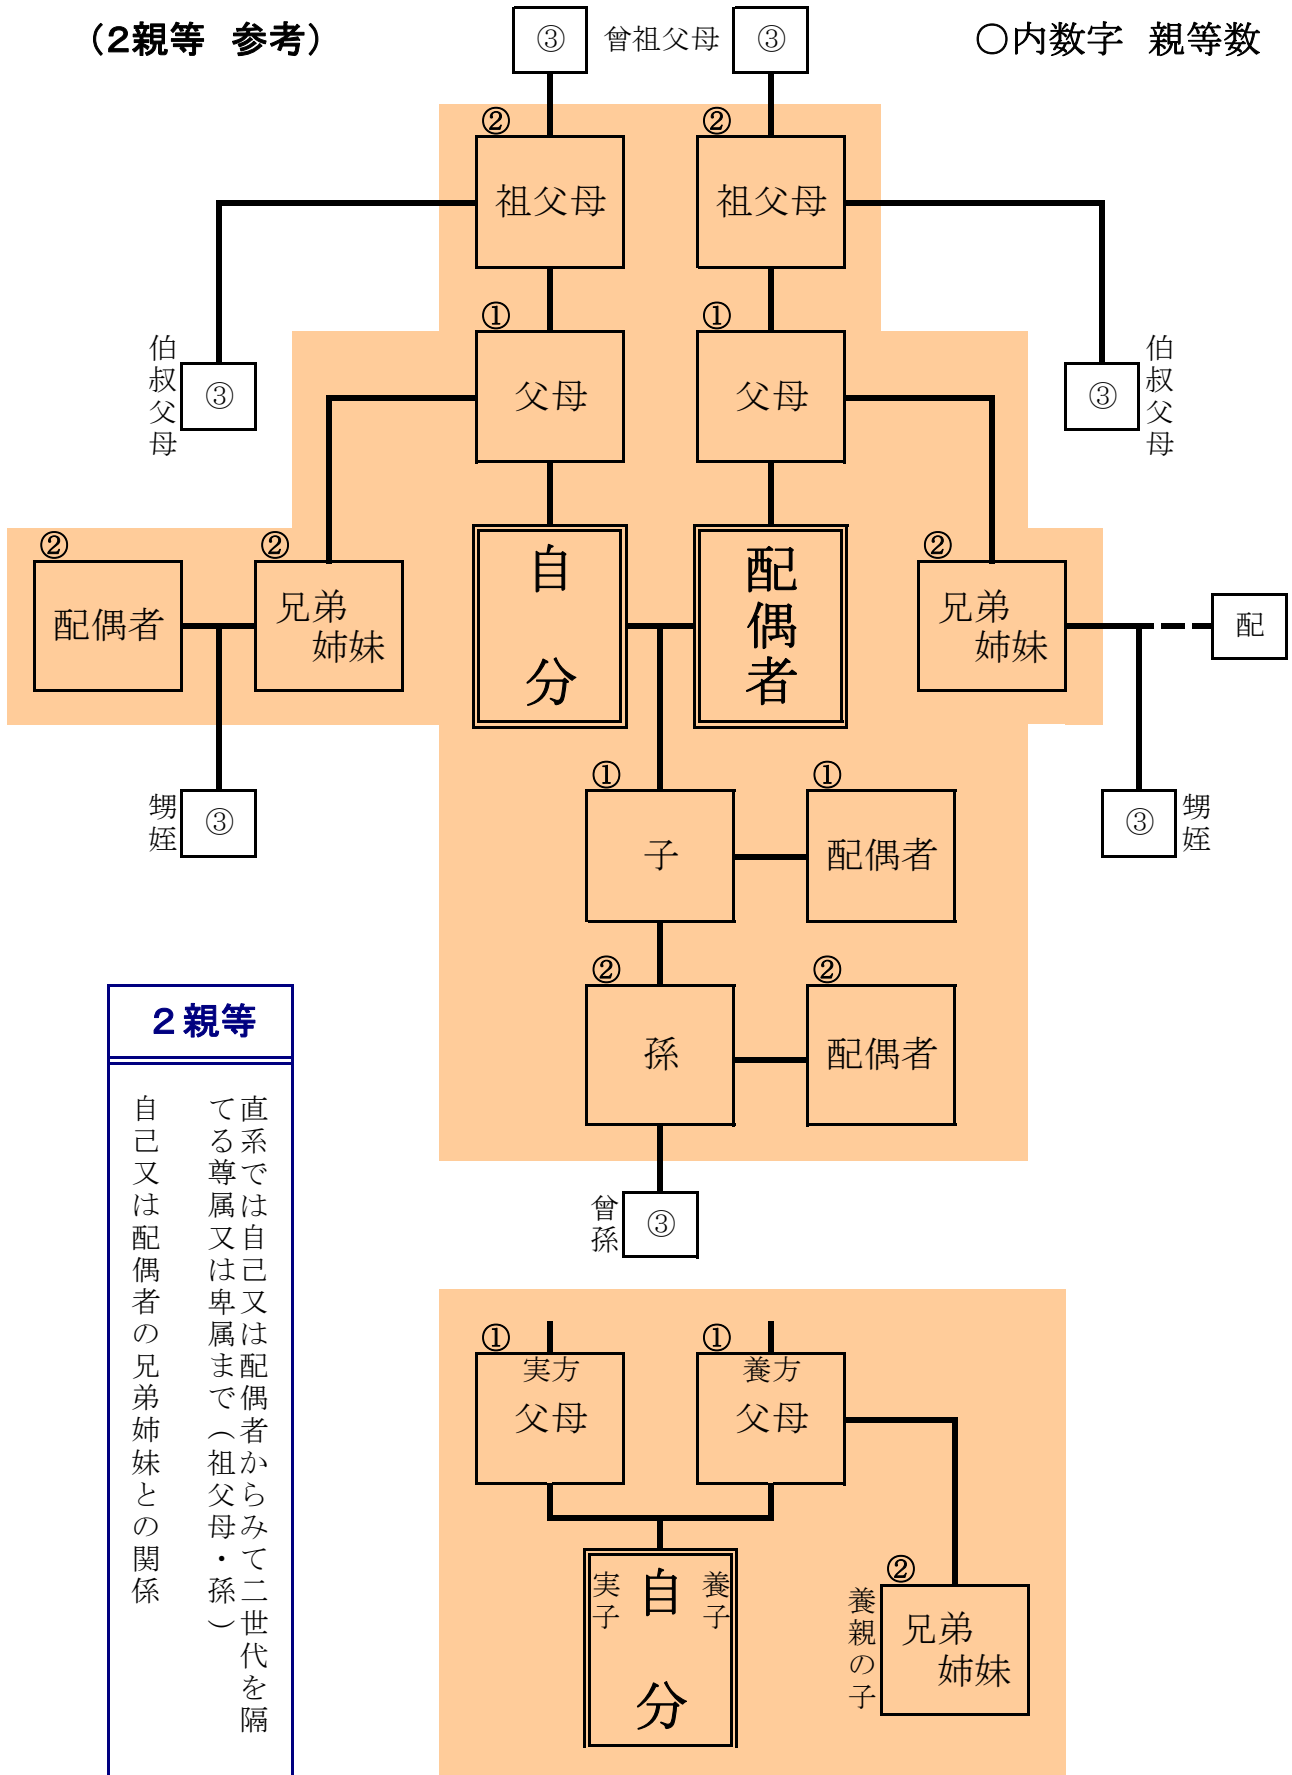 （２親等　参考）
○内数字　親等数
③
曾祖父母
③
②
②
祖父母
祖父母
①
①
伯叔父母
③
父母
父母
③
伯叔父母
②
②
②
配偶者
兄弟
姉妹
自分
配偶者
兄弟
姉妹
配
①
①
甥姪
③
子
配偶者
③
甥姪
②
②
孫
配偶者
曾孫
③
２親等
直系では自己又は配偶者からみて二世代を隔
てる尊属又は卑属まで（祖父母・孫）
自己又は配偶者の兄弟姉妹との関係
①
①
実方
父母
養方
父母
実子
自分
養子
②
養親の子
兄弟
姉妹